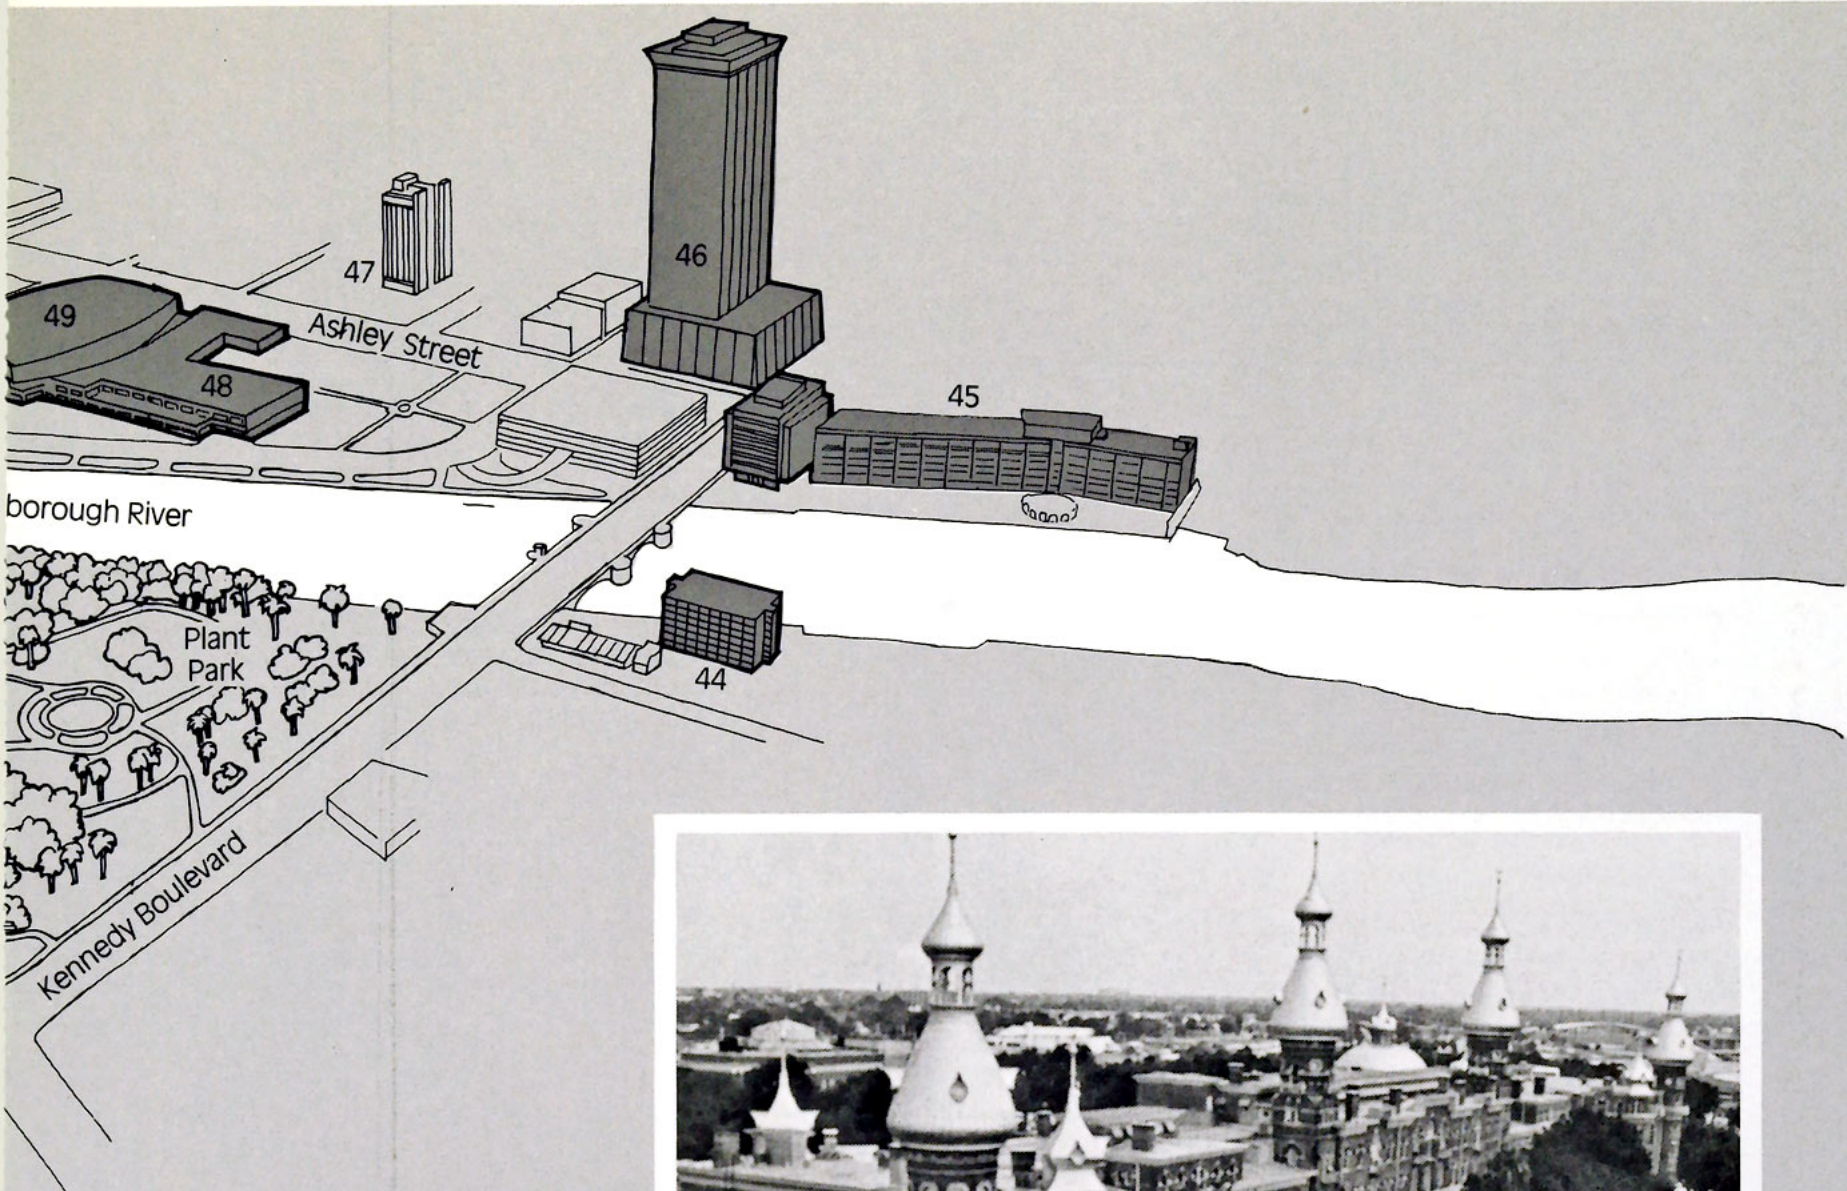 46
47
49
Ashley Street
48
45
borough River
Plant
Park
44
Kennedy Boulevard